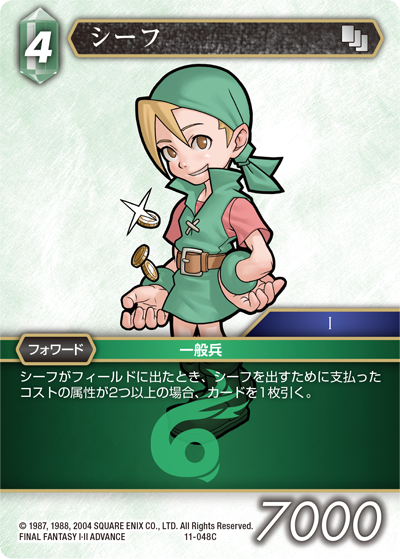 4
シーフ
I
フォワード
一般兵
シーフがフィールドに出たとき、シーフを出すために支払った
コストの属性が2つ以上の場合、カードを1枚引く。
© 1987, 1988, 2004 SQUARE ENIX CO., LTD. All Rights Reserved.
FINAL FANTASY I·II ADVANCE
11-048C
7000